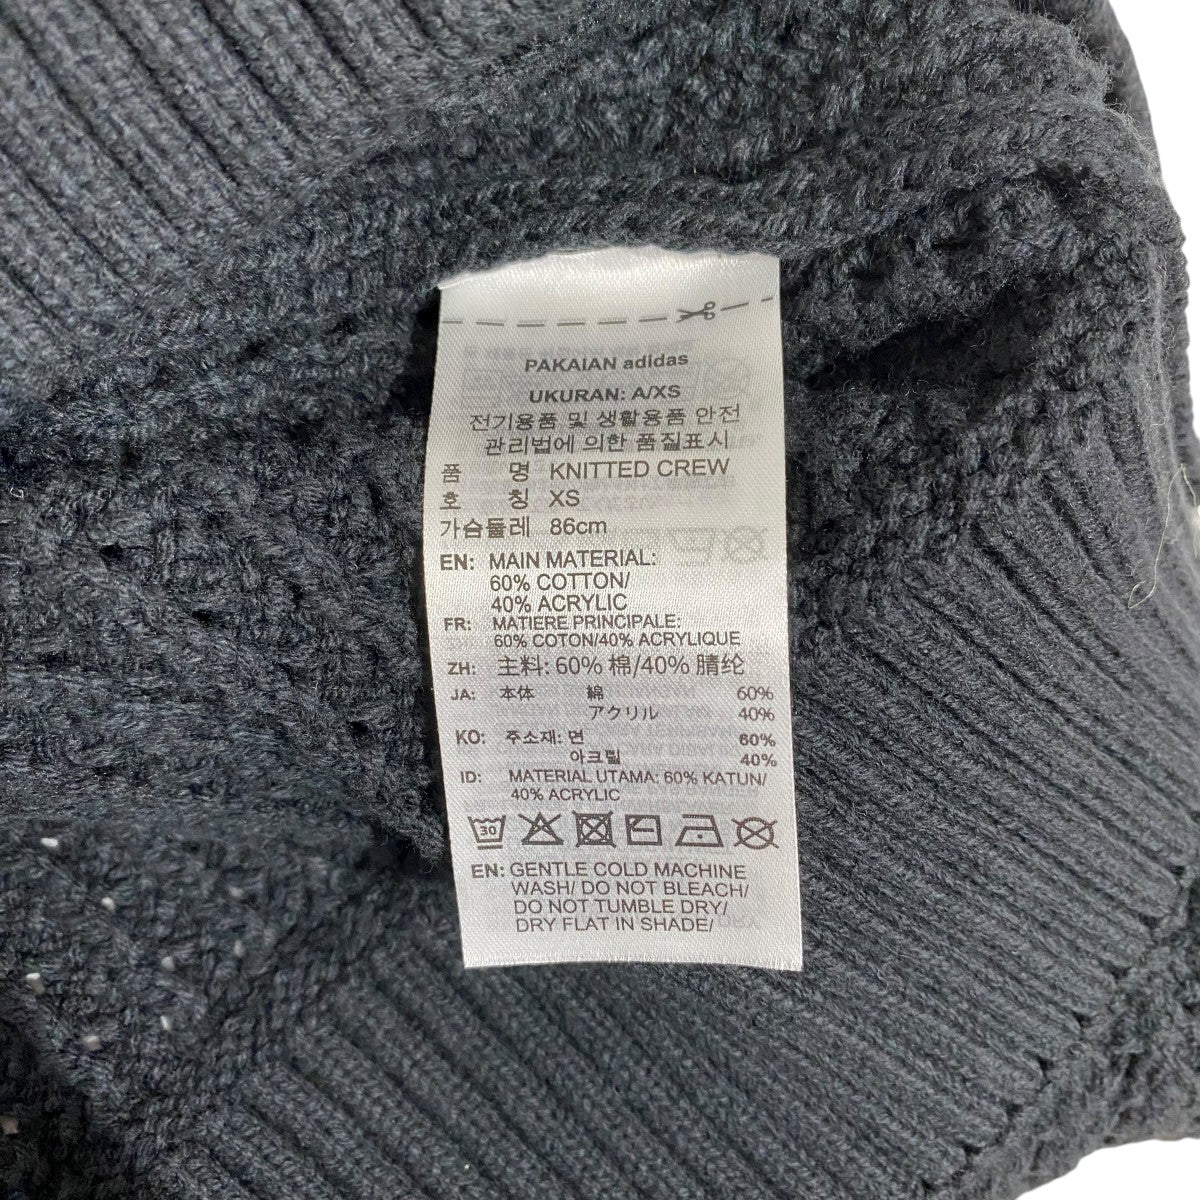 PAKAIAN adidas
UKURAN: A/XS
전기용품 및 생활용품 안전
관리법에 의한 품질표시
품 명 KNITTED CREW
호 칭 XS
가슴둘레 86cm
EN: MAIN MATERIAL:
60% COTTON/
40% ACRYLIC
FR: MATIERE PRINCIPALE:
60% COTON/40% ACRYLIQUE
ZH: 主料: 60% 棉/40% 腈纶
JA: 本体 綿 60%
アクリル 40%
KO: 주소재: 면 60%
아크릴 40%
ID: MATERIAL UTAMA: 60% KATUN/
40% ACRYLIC
30
EN: GENTLE COLD MACHINE
WASH/ DO NOT BLEACH/
DO NOT TUMBLE DRY/
DRY FLAT IN SHADE/